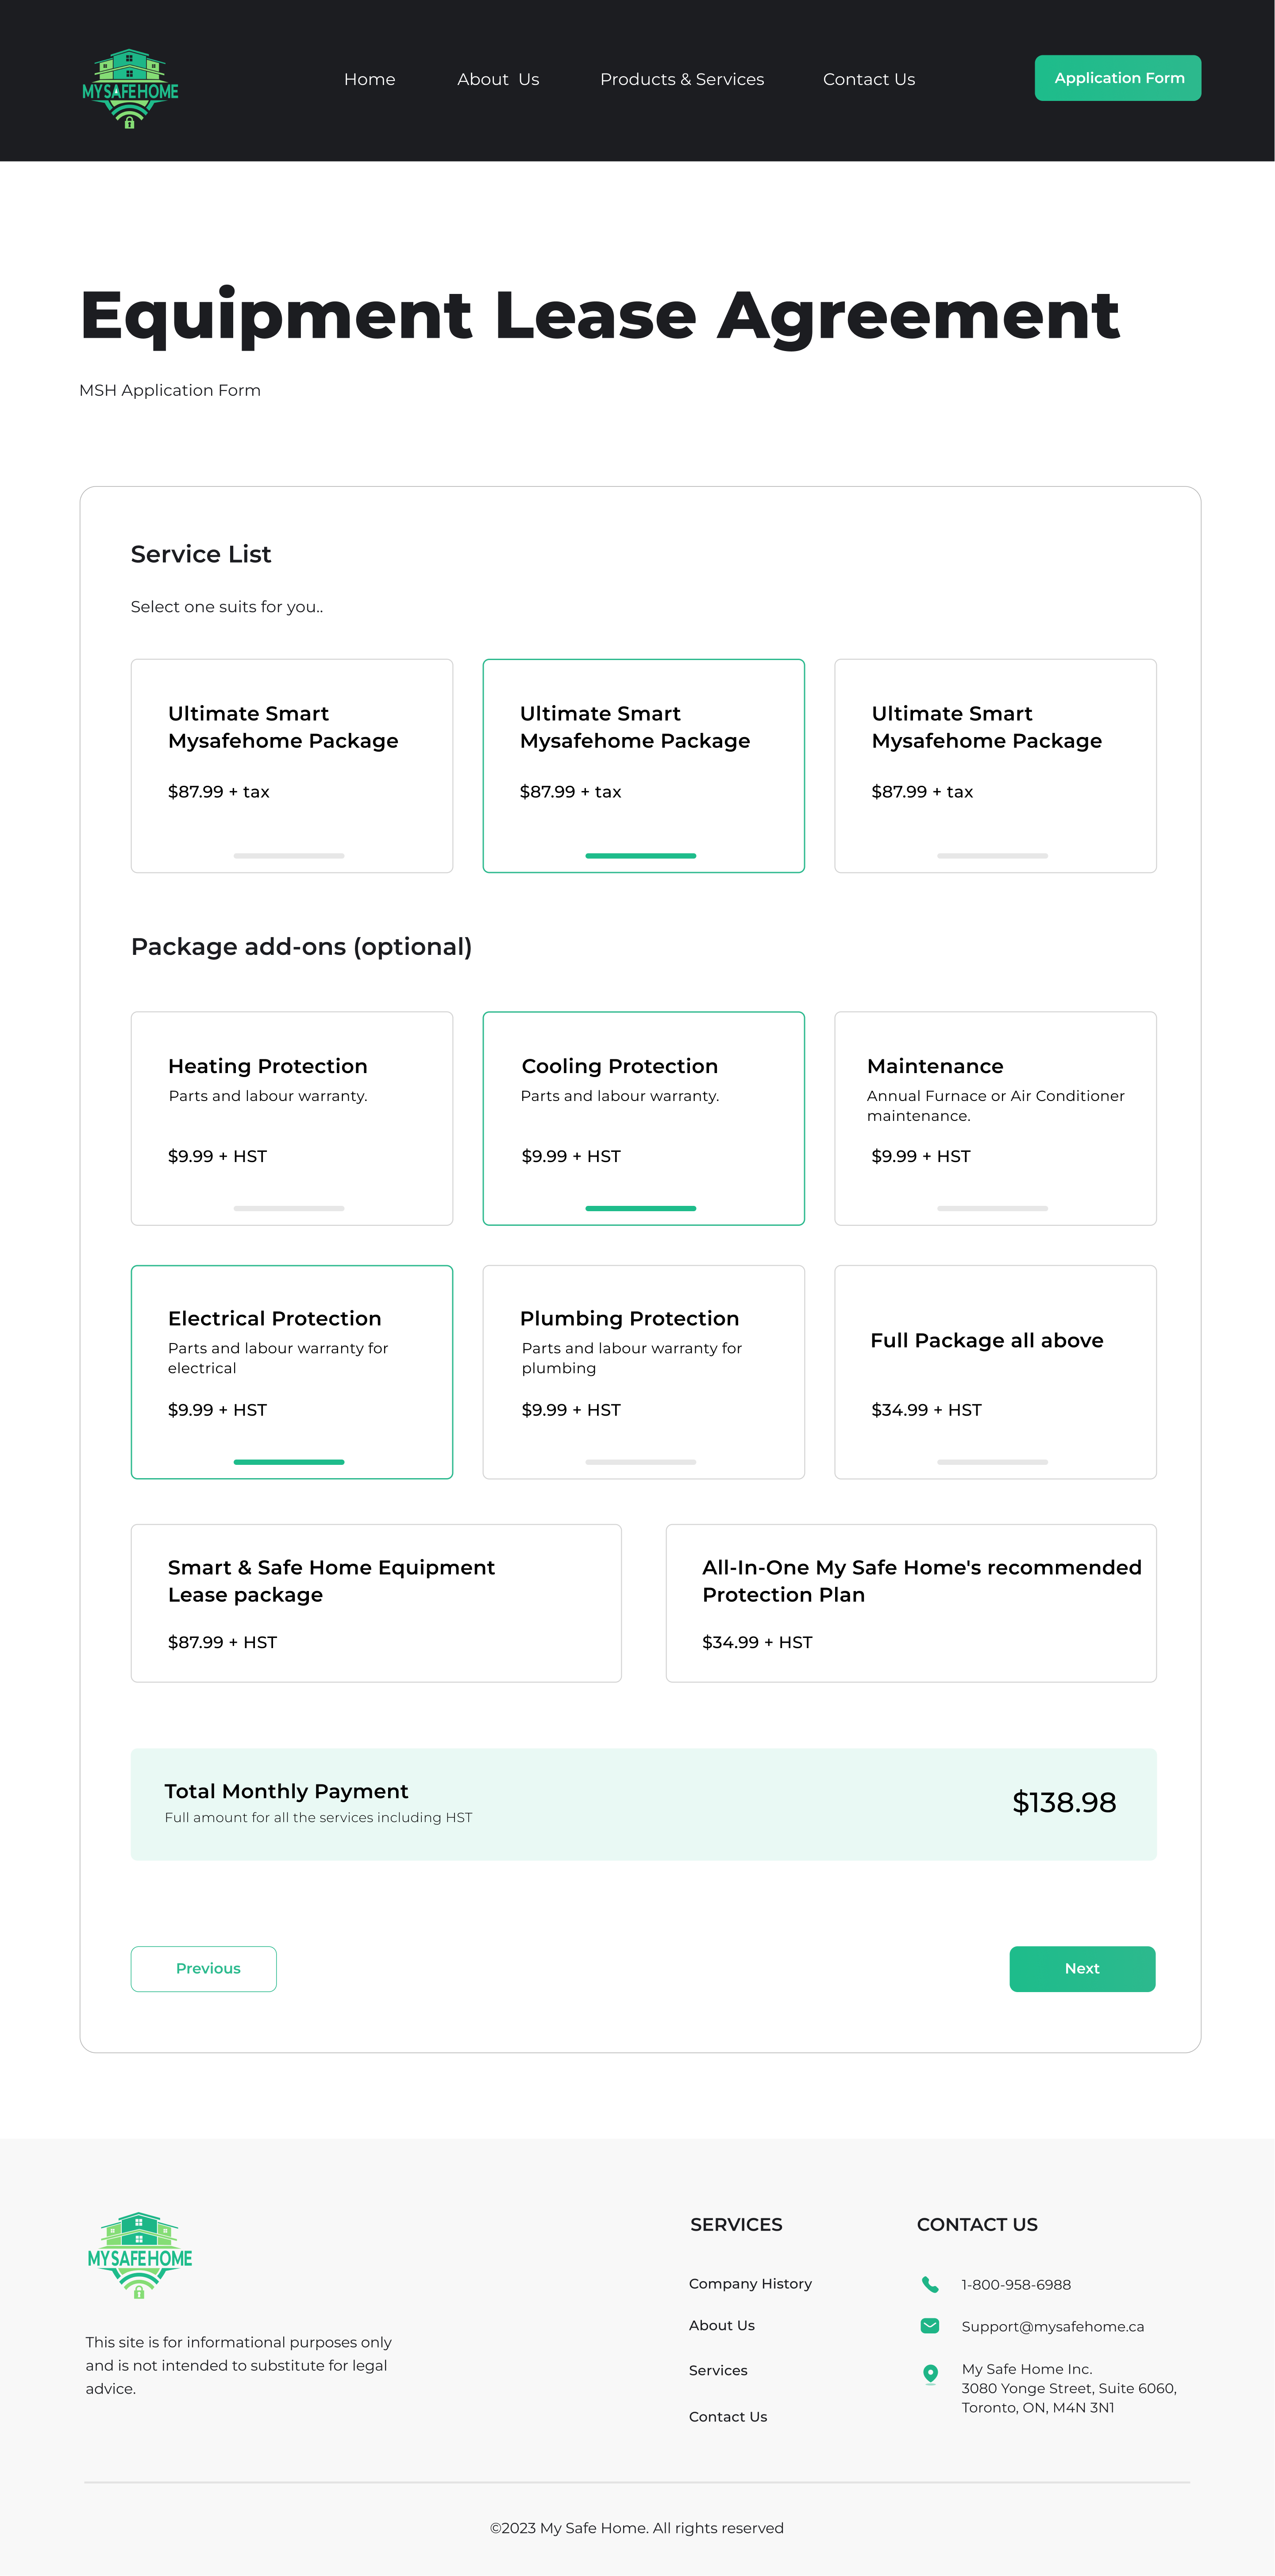 MYSAFEHOME
Home
About Us
Products & Services
Contact Us
Application Form
Equipment Lease Agreement
MSH Application Form
Service List
Select one suits for you..
Ultimate Smart
Mysafehome Package
$87.99 + tax
Ultimate Smart
Mysafehome Package
$87.99 + tax
Ultimate Smart
Mysafehome Package
$87.99 + tax
Package add-ons (optional)
Heating Protection
Parts and labour warranty.
$9.99 + HST
Cooling Protection
Parts and labour warranty.
$9.99 + HST
Maintenance
Annual Furnace or Air Conditioner
maintenance.
$9.99 + HST
Electrical Protection
Parts and labour warranty for
electrical
$9.99 + HST
Plumbing Protection
Parts and labour warranty for
plumbing
$9.99 + HST
Full Package all above
$34.99 + HST
Smart & Safe Home Equipment
Lease package
$87.99 + HST
All-In-One My Safe Home's recommended
Protection Plan
$34.99 + HST
Total Monthly Payment
Full amount for all the services including HST
$138.98
Previous
Next
MYSAFEHOME
This site is for informational purposes only
and is not intended to substitute for legal
advice.
SERVICES
Company History
About Us
Services
Contact Us
CONTACT US
1-800-958-6988
Support@mysafehome.ca
My Safe Home Inc.
3080 Yonge Street, Suite 6060,
Toronto, ON, M4N 3N1
©2023 My Safe Home. All rights reserved